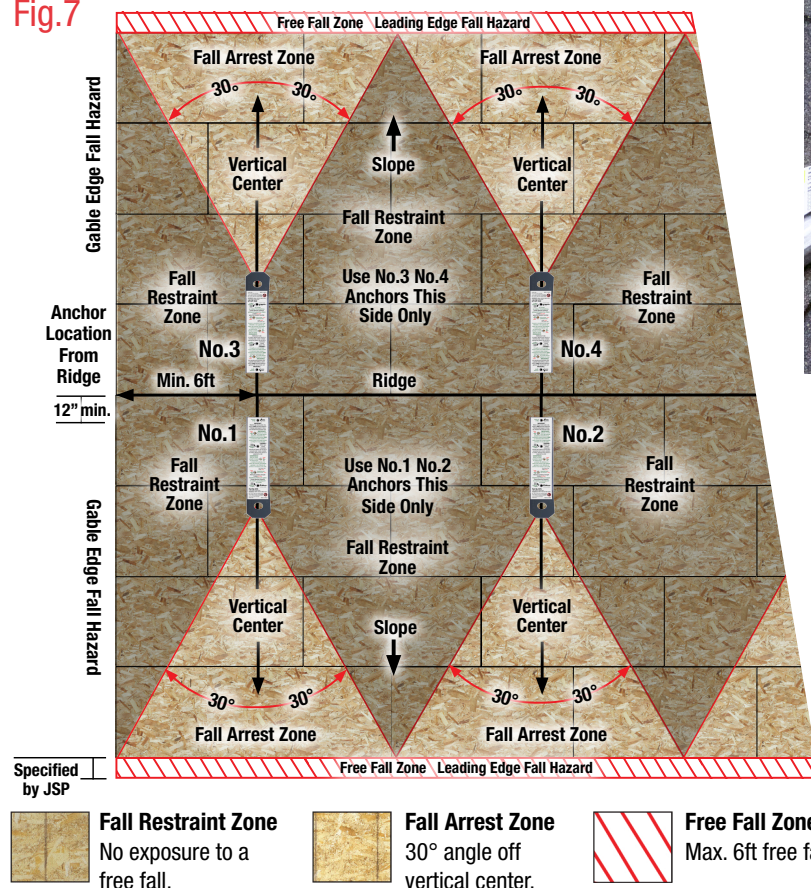 Fig.7
Free Fall Zone Leading Edge Fall Hazard
Fall Arrest Zone
Fall Arrest Zone
30° 30°
30° 30°
Gable Edge Fall Hazard
Vertical
Center
Slope
Vertical
Center
Fall Restraint
Zone
Fall
Restraint
Zone
Use No.3 No.4
Anchors This
Side Only
Fall
Restraint
Zone
Anchor
Location
From
Ridge
No.3
No.4
Min. 6ft
Ridge
12” min.
No.1
No.2
Fall
Restraint
Zone
Use No.1 No.2
Anchors This
Side Only
Fall
Restraint
Zone
Fall Restraint
Zone
Gable Edge Fall Hazard
Vertical
Center
Slope
Vertical
Center
30° 30°
30° 30°
Fall Arrest Zone
Fall Arrest Zone
Specified
by JSP
Free Fall Zone Leading Edge Fall Hazard
Fall Restraint Zone
No exposure to a
free fall.
Fall Arrest Zone
30° angle off
vertical center.
Free Fall Zone
Max. 6ft free